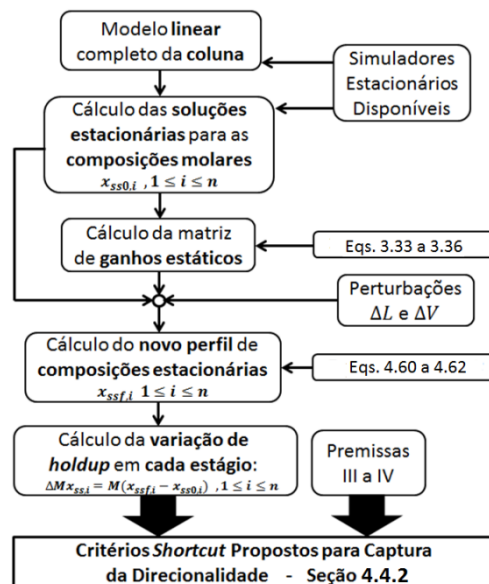 Modelo linear
completo da coluna
Simuladores
Estacionários
Disponíveis
Cálculo das soluções
estacionárias para as
composições molares
x_{ss0,i} , 1 ≤ i ≤ n
Cálculo da matriz
de ganhos estáticos
Eqs. 3.33 a 3.36
Perturbações
ΔL e ΔV
Cálculo do novo perfil de
composições estacionárias
x_{ssf,i} 1 ≤ i ≤ n
Eqs. 4.60 a 4.62
Cálculo da variação de
holdup em cada estágio:
ΔMx_{ss,i} = M(x_{ssf,i} − x_{ss0,i}) , 1 ≤ i ≤ n
Premissas
III a IV
Critérios Shortcut Propostos para Captura
da Direcionalidade - Seção 4.4.2